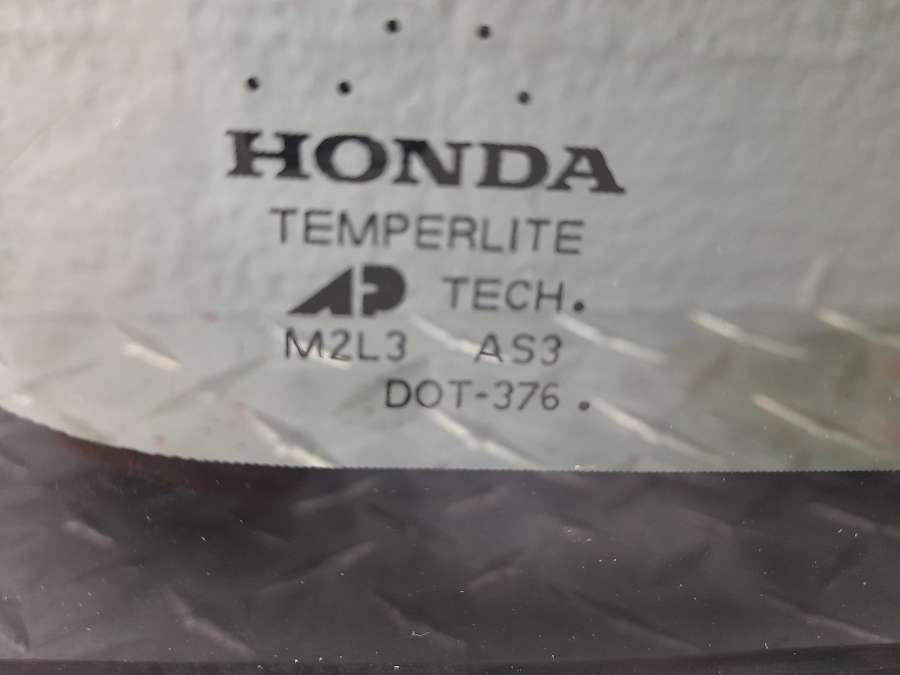 HONDA
TEMPERLITE
AP TECH.
M2L3 AS3
DOT-376 .